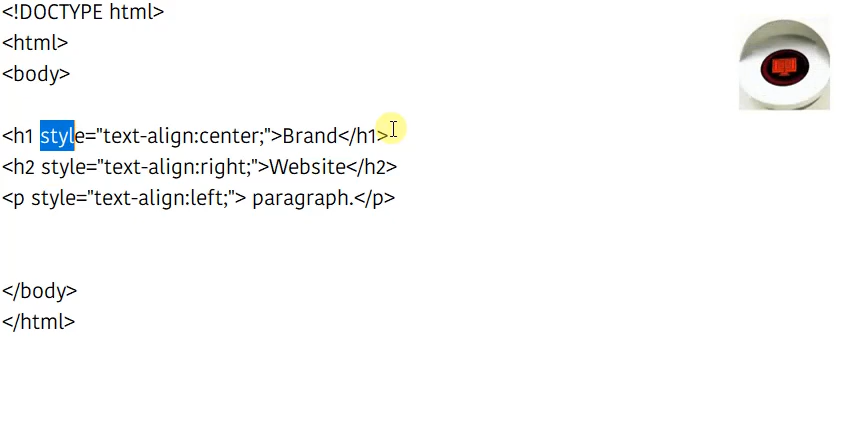 <!DOCTYPE html>
<html>
<body>
<h1 style="text-align:center;">Brand</h1>
<h2 style="text-align:right;">Website</h2>
<p style="text-align:left;"> paragraph.</p>
</body>
</html>